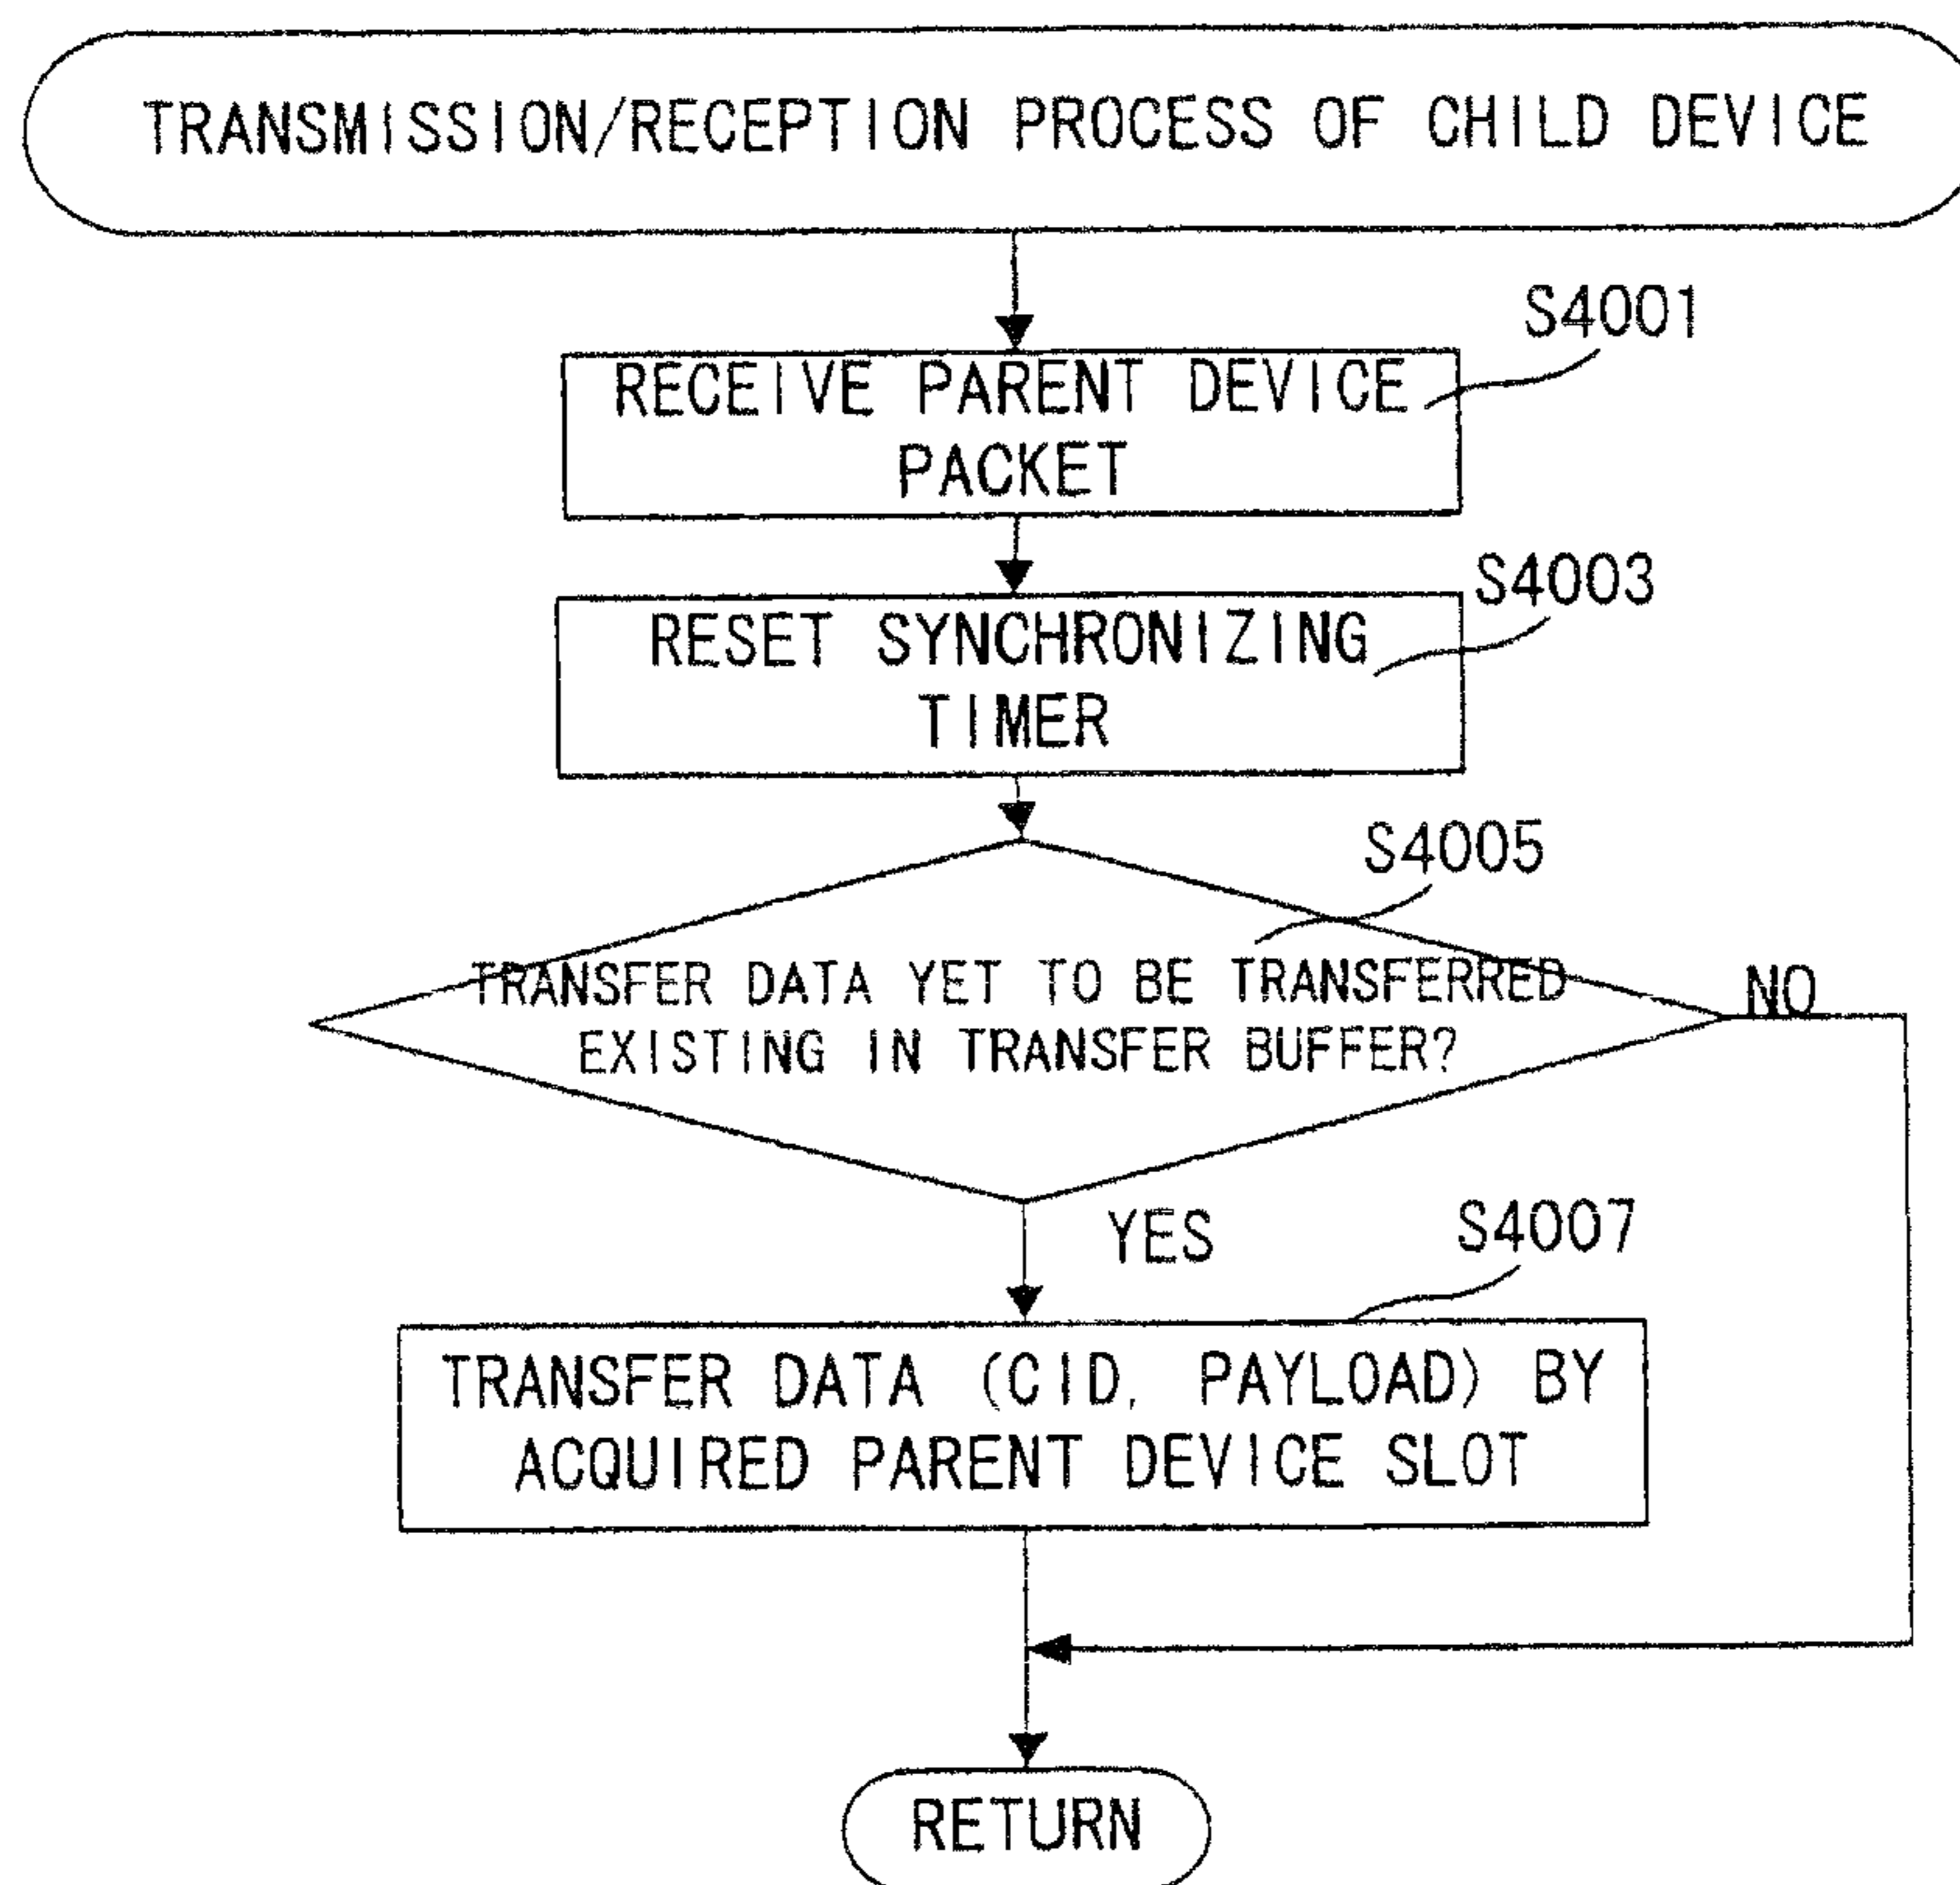 TRANSMISSION/RECEPTION PROCESS OF CHILD DEVICE
S4001
RECEIVE PARENT DEVICE
PACKET
S4003
RESET SYNCHRONIZING
TIMER
S4005
TRANSFER DATA YET TO BE TRANSFERRED
EXISTING IN TRANSFER BUFFER?
NO
YES
S4007
TRANSFER DATA (CID, PAYLOAD) BY
ACQUIRED PARENT DEVICE SLOT
RETURN